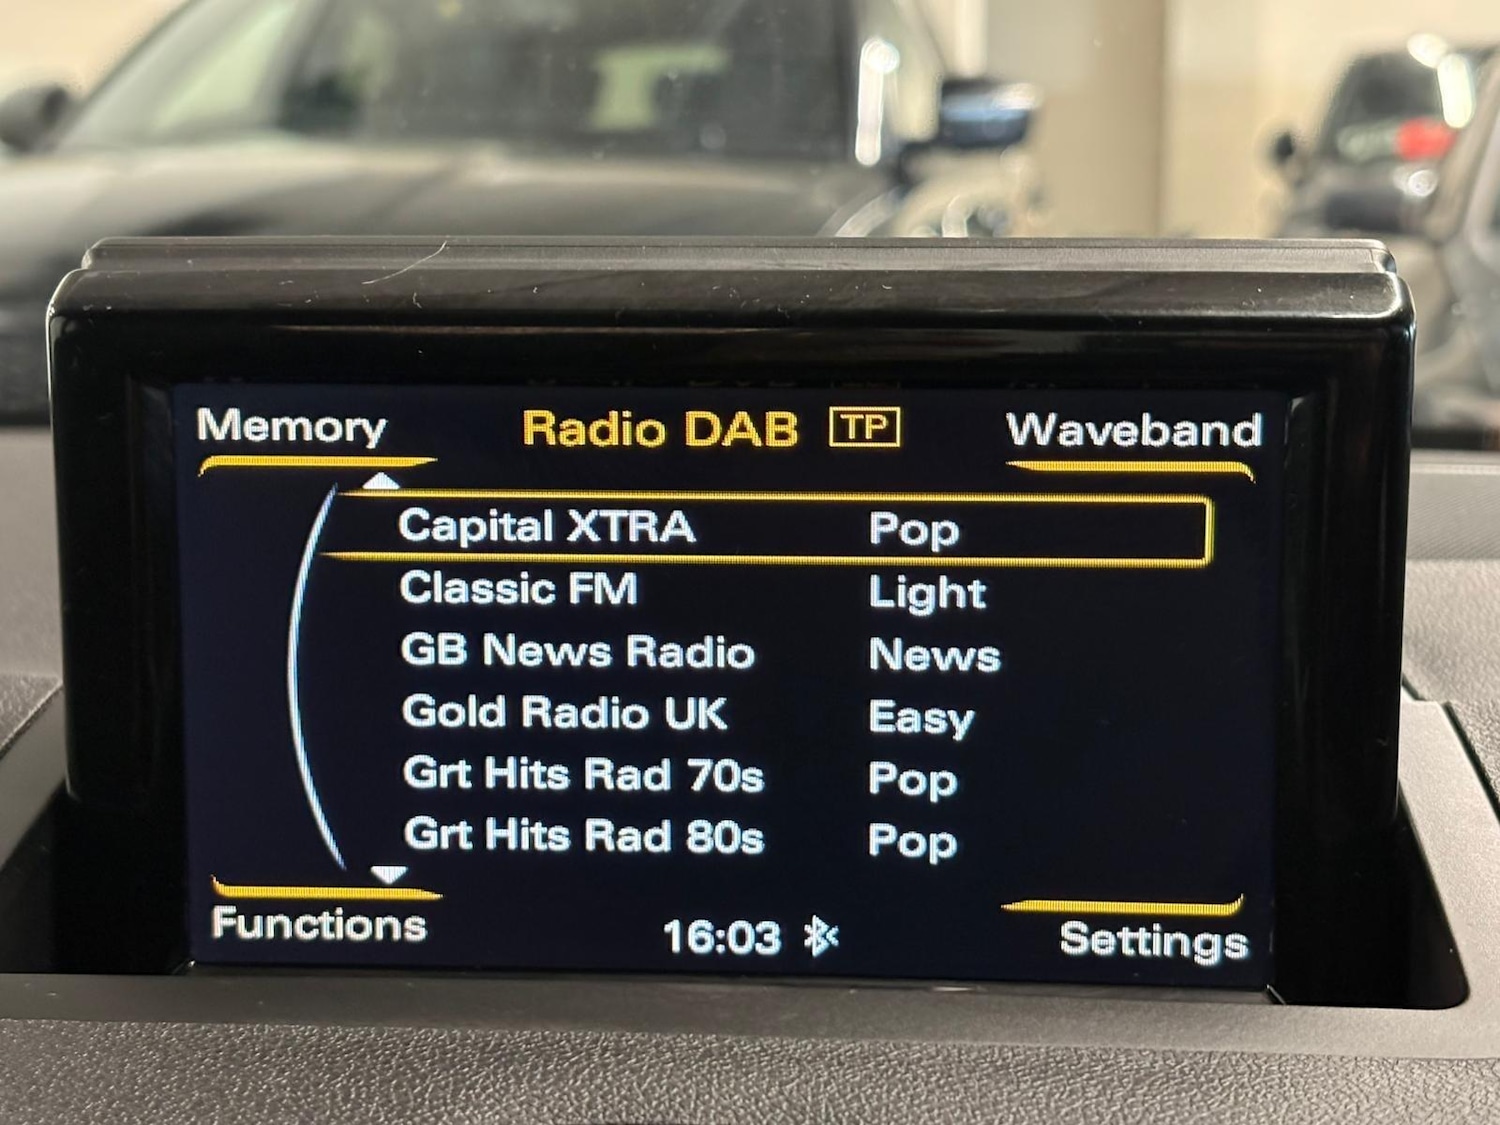 Memory Radio DAB TP Waveband
Capital XTRA Pop
Classic FM Light
GB News Radio News
Gold Radio UK Easy
Grt Hits Rad 70s Pop
Grt Hits Rad 80s Pop
Functions 16:03 Settings